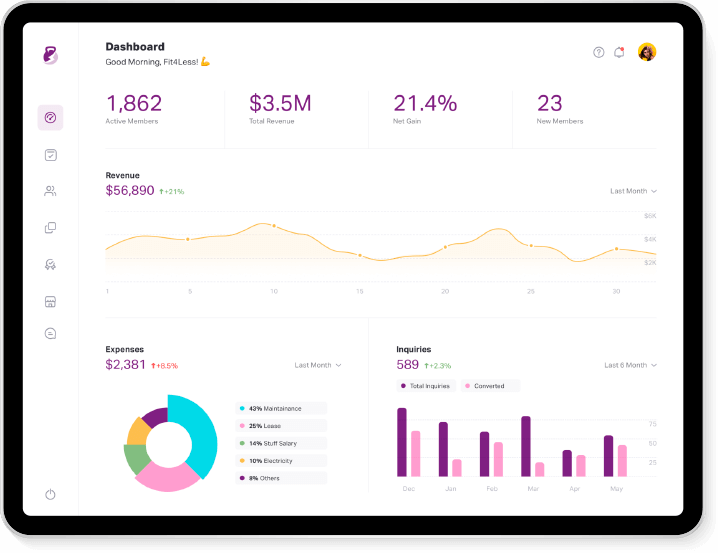 Dashboard
Good Morning, Fit4Less! 💪
1,862
Active Members
$3.5M
Total Revenue
21.4%
Net Gain
23
New Members
Revenue
$56,890 +21%
Last Month
$6K
$4K
$2K
1 5 10 15 20 25 30
Expenses
$2,381 +8.5%
Last Month
43% Maintainance
25% Lease
14% Stuff Salary
10% Electricity
8% Others
Inquiries
589 +2.3%
Last 6 Month
Total Inquiries
Converted
75
50
25
Dec Jan Feb Mar Apr May